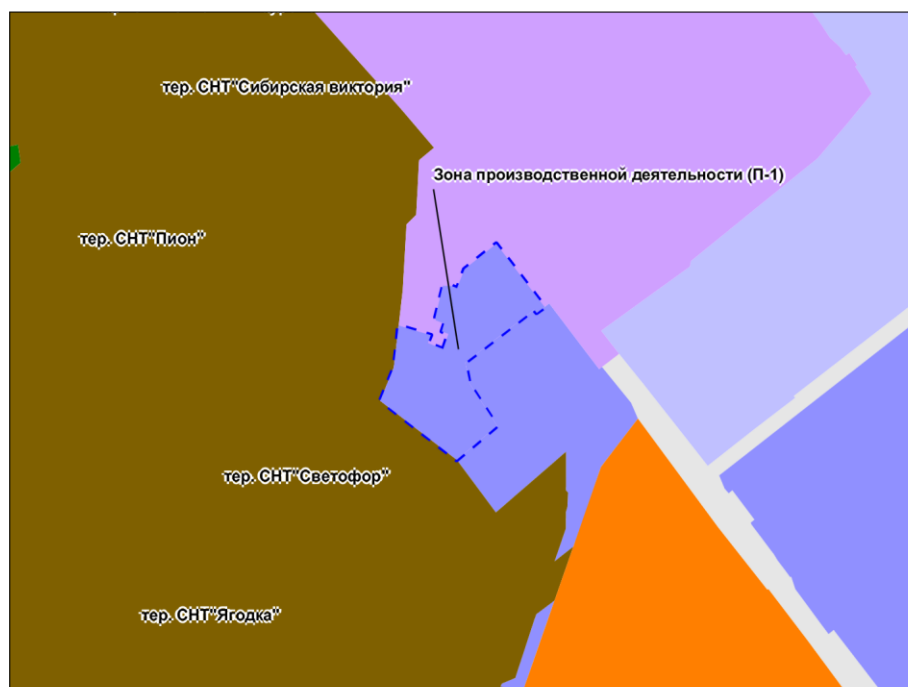 тер. СНТ"Сибирская виктория"
Зона производственной деятельности (П-1)
тер. СНТ"Пион"
тер. СНТ"Светофор"
тер. СНТ"Ягодка"